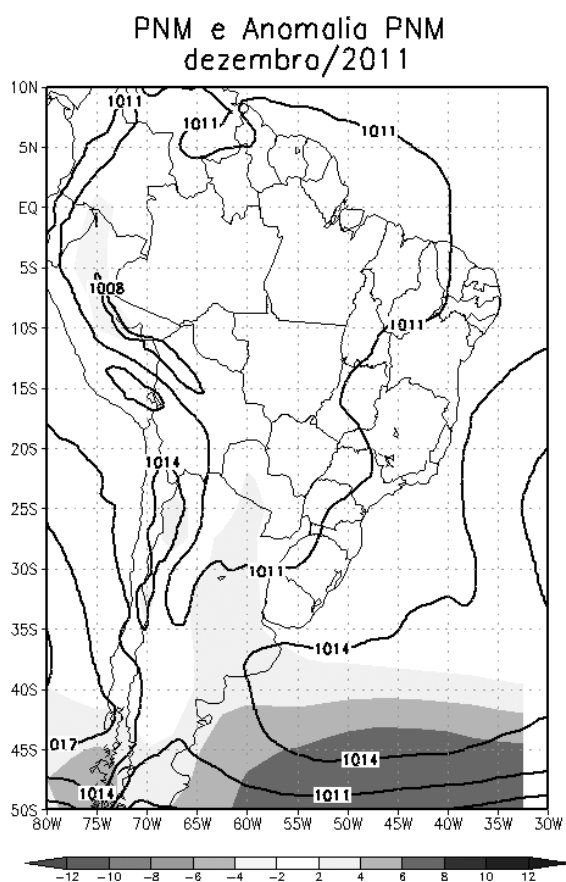 PNM e Anomalia PNM
dezembro/2011
10N
1011
1011
1011
5N
EQ
5S
1008
10S
1011
15S
20S
1014
25S
30S
1011
35S
1014
40S
45S
017
1014
1014
1011
50S
80W 75W 70W 65W 60W 55W 50W 45W 40W 35W 30W
-12 -10 -8 -6 -4 -2 2 4 6 8 10 12